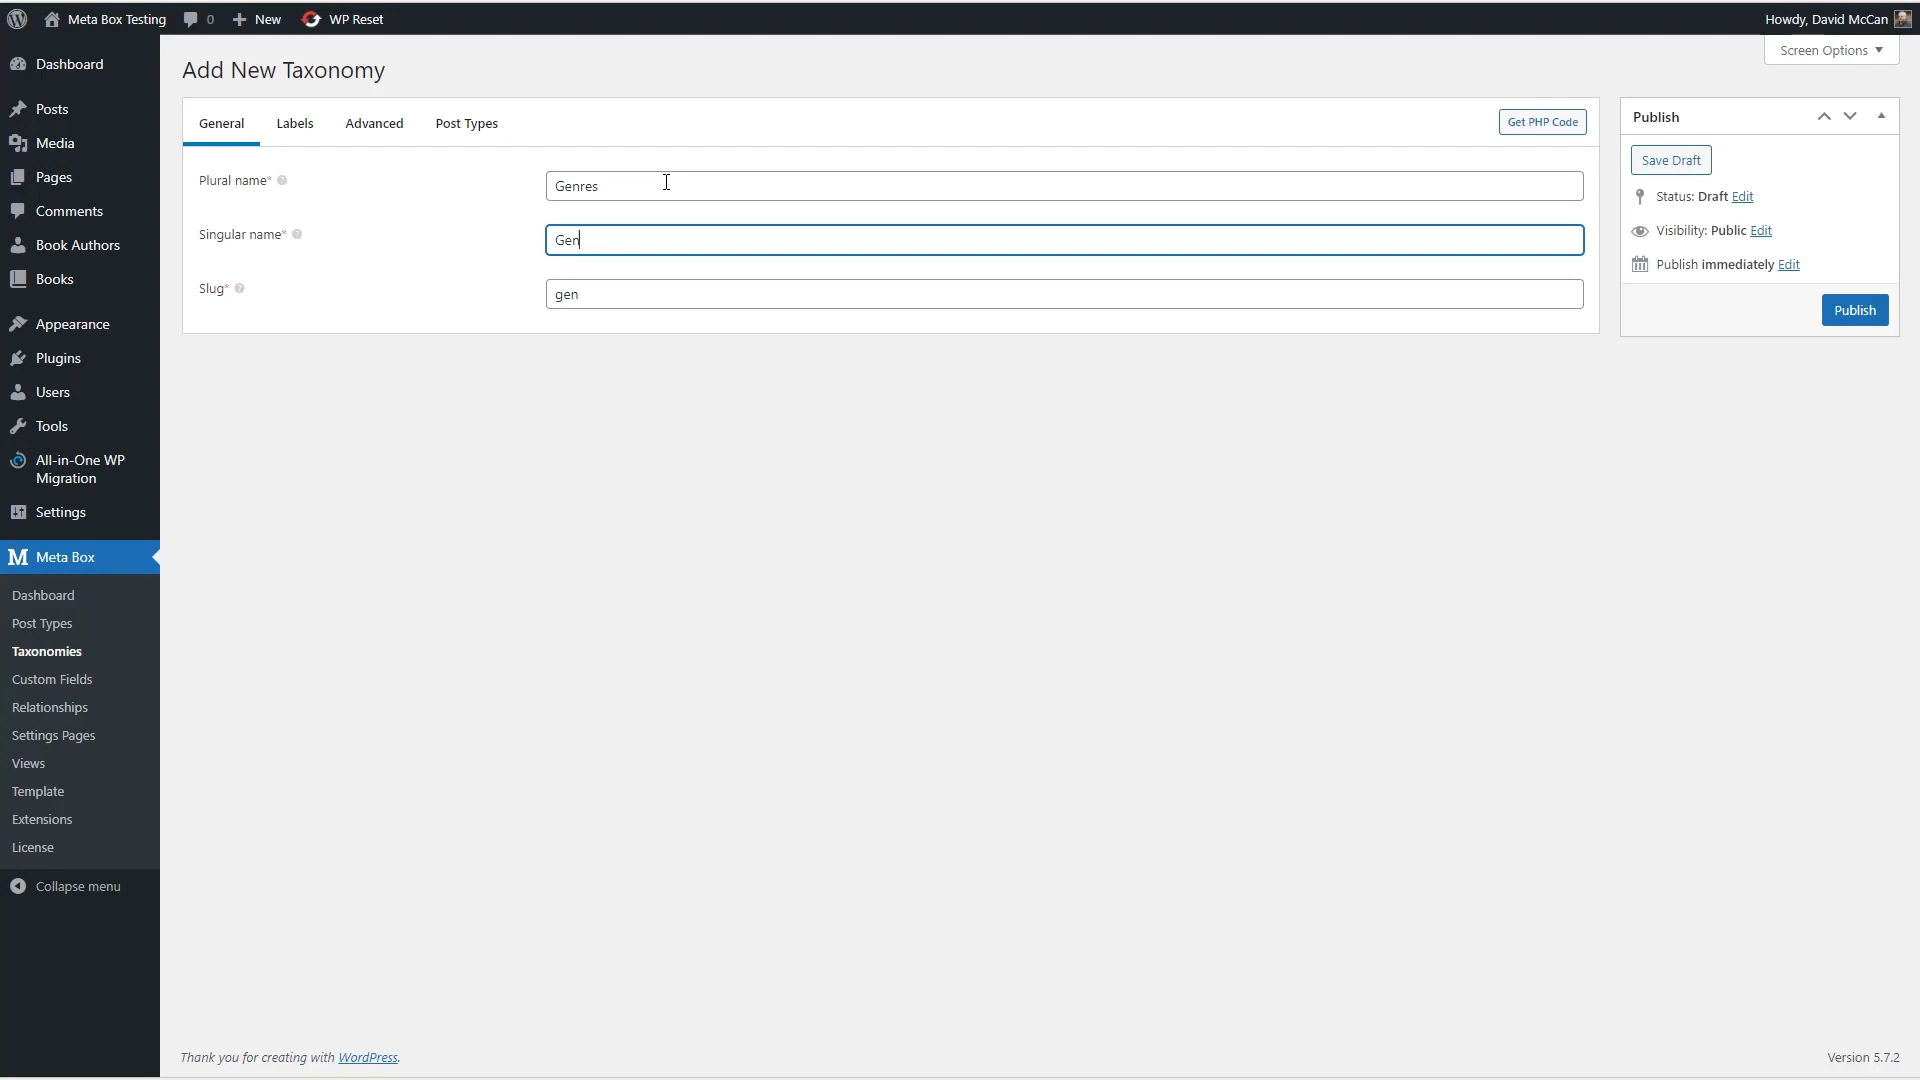 Meta Box Testing
0
New
WP Reset
Howdy, David McCan
Screen Options
Dashboard
Posts
Media
Pages
Comments
Book Authors
Books
Appearance
Plugins
Users
Tools
All-in-One WP
Migration
Settings
M Meta Box
Dashboard
Post Types
Taxonomies
Custom Fields
Relationships
Settings Pages
Views
Template
Extensions
License
Collapse menu
Add New Taxonomy
General Labels Advanced Post Types
Get PHP Code
Plural name*
Genres
Singular name*
Gen
Slug*
gen
Publish
Save Draft
Status: Draft Edit
Visibility: Public Edit
Publish immediately Edit
Publish
Thank you for creating with WordPress.
Version 5.7.2